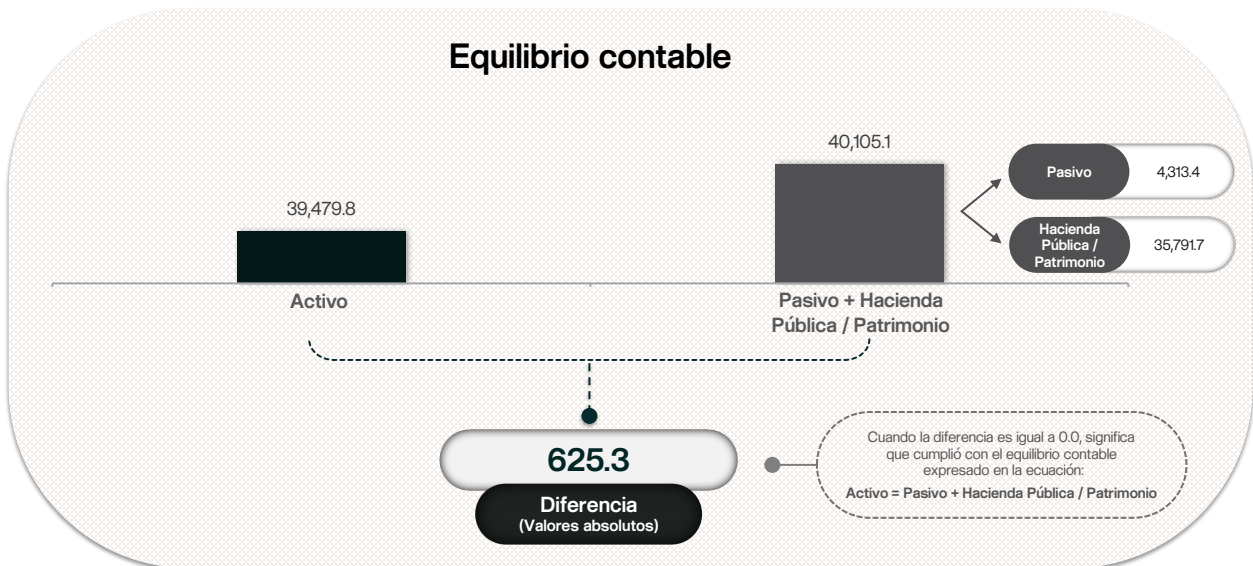 Equilibrio contable
40,105.1
39,479.8
Pasivo
4,313.4
Hacienda
Pública /
Patrimonio
35,791.7
Activo
Pasivo + Hacienda
Pública / Patrimonio
625.3
Diferencia
(Valores absolutos)
Cuando la diferencia es igual a 0.0, significa
que cumplió con el equilibrio contable
expresado en la ecuación:
Activo = Pasivo + Hacienda Pública / Patrimonio